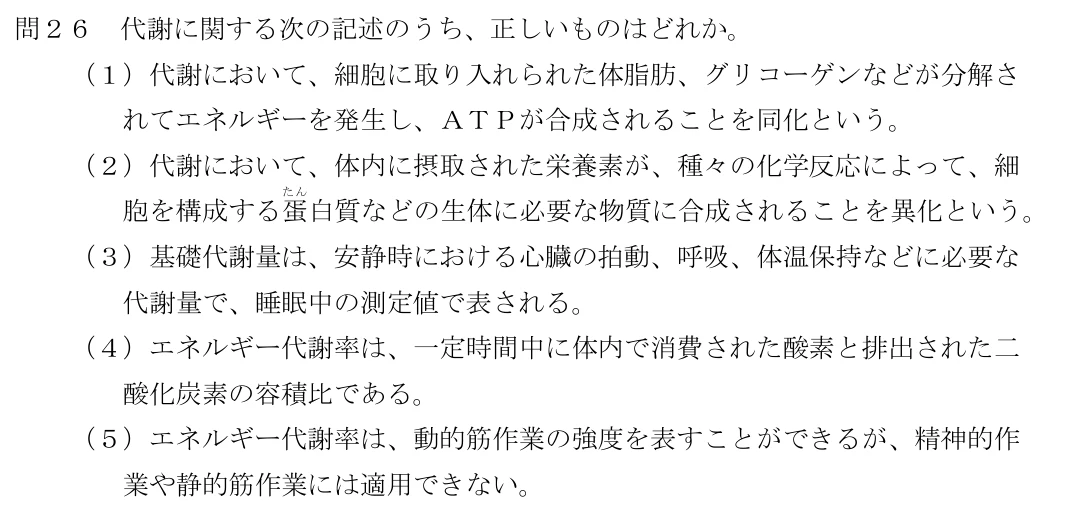 問２６　代謝に関する次の記述のうち、正しいものはどれか。
（１）代謝において、細胞に取り入れられた体脂肪、グリコーゲンなどが分解さ
れてエネルギーを発生し、ＡＴＰが合成されることを同化という。
（２）代謝において、体内に摂取された栄養素が、種々の化学反応によって、細
たん
胞を構成する蛋白質などの生体に必要な物質に合成されることを異化という。
（３）基礎代謝量は、安静時における心臓の拍動、呼吸、体温保持などに必要な
代謝量で、睡眠中の測定値で表される。
（４）エネルギー代謝率は、一定時間中に体内で消費された酸素と排出された二
酸化炭素の容積比である。
（５）エネルギー代謝率は、動的筋作業の強度を表すことができるが、精神的作
業や静的筋作業には適用できない。